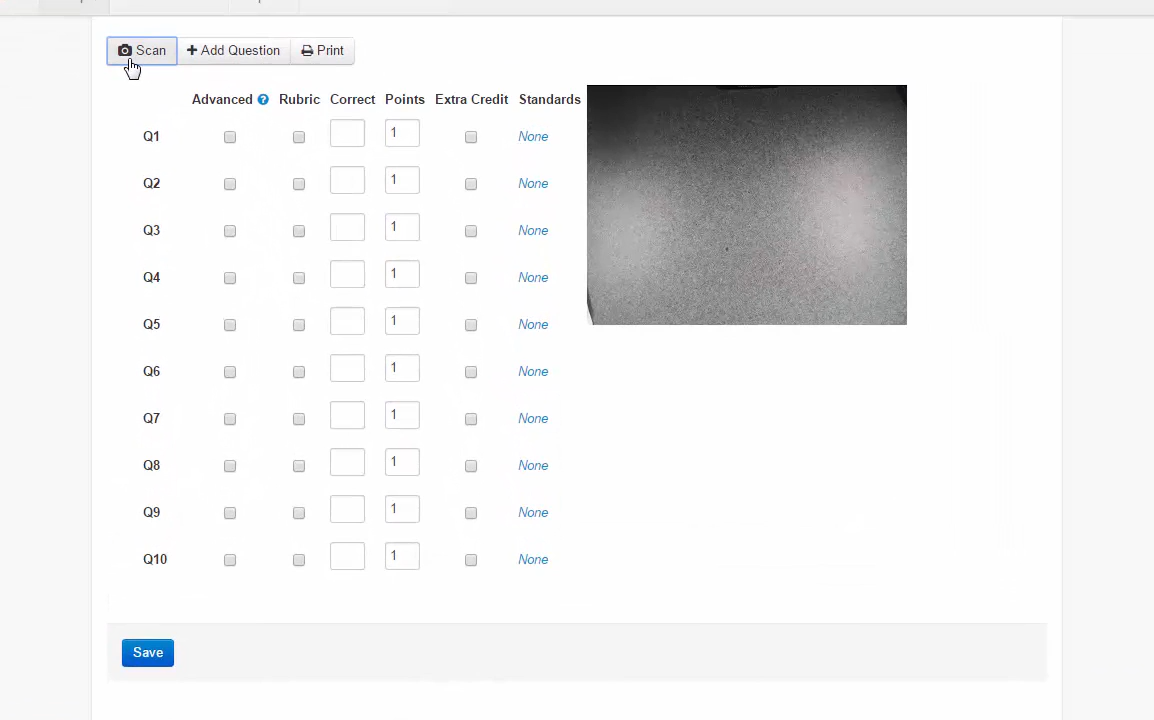 Scan Add Question Print
Advanced Rubric Correct Points Extra Credit Standards
Q1 1 None
Q2 1 None
Q3 1 None
Q4 1 None
Q5 1 None
Q6 1 None
Q7 1 None
Q8 1 None
Q9 1 None
Q10 1 None
Save